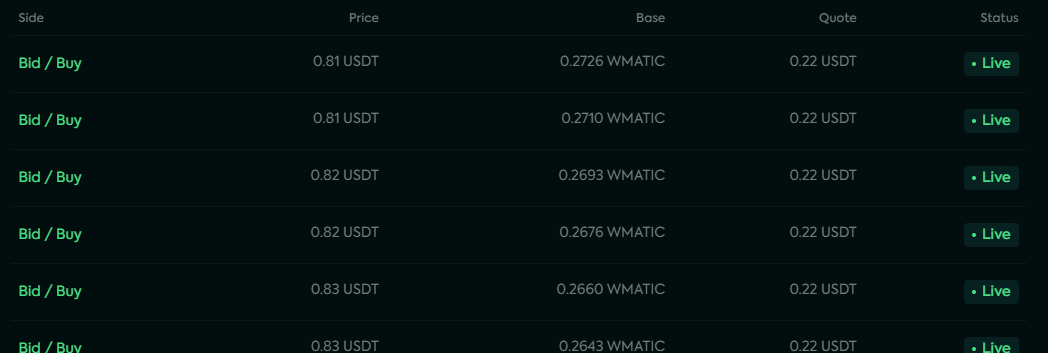 Side Price Base Quote Status
Bid / Buy 0.81 USDT 0.2726 WMATIC 0.22 USDT • Live
Bid / Buy 0.81 USDT 0.2710 WMATIC 0.22 USDT • Live
Bid / Buy 0.82 USDT 0.2693 WMATIC 0.22 USDT • Live
Bid / Buy 0.82 USDT 0.2676 WMATIC 0.22 USDT • Live
Bid / Buy 0.83 USDT 0.2660 WMATIC 0.22 USDT • Live
Bid / Buy 0.83 USDT 0.2643 WMATIC 0.22 USDT • Live